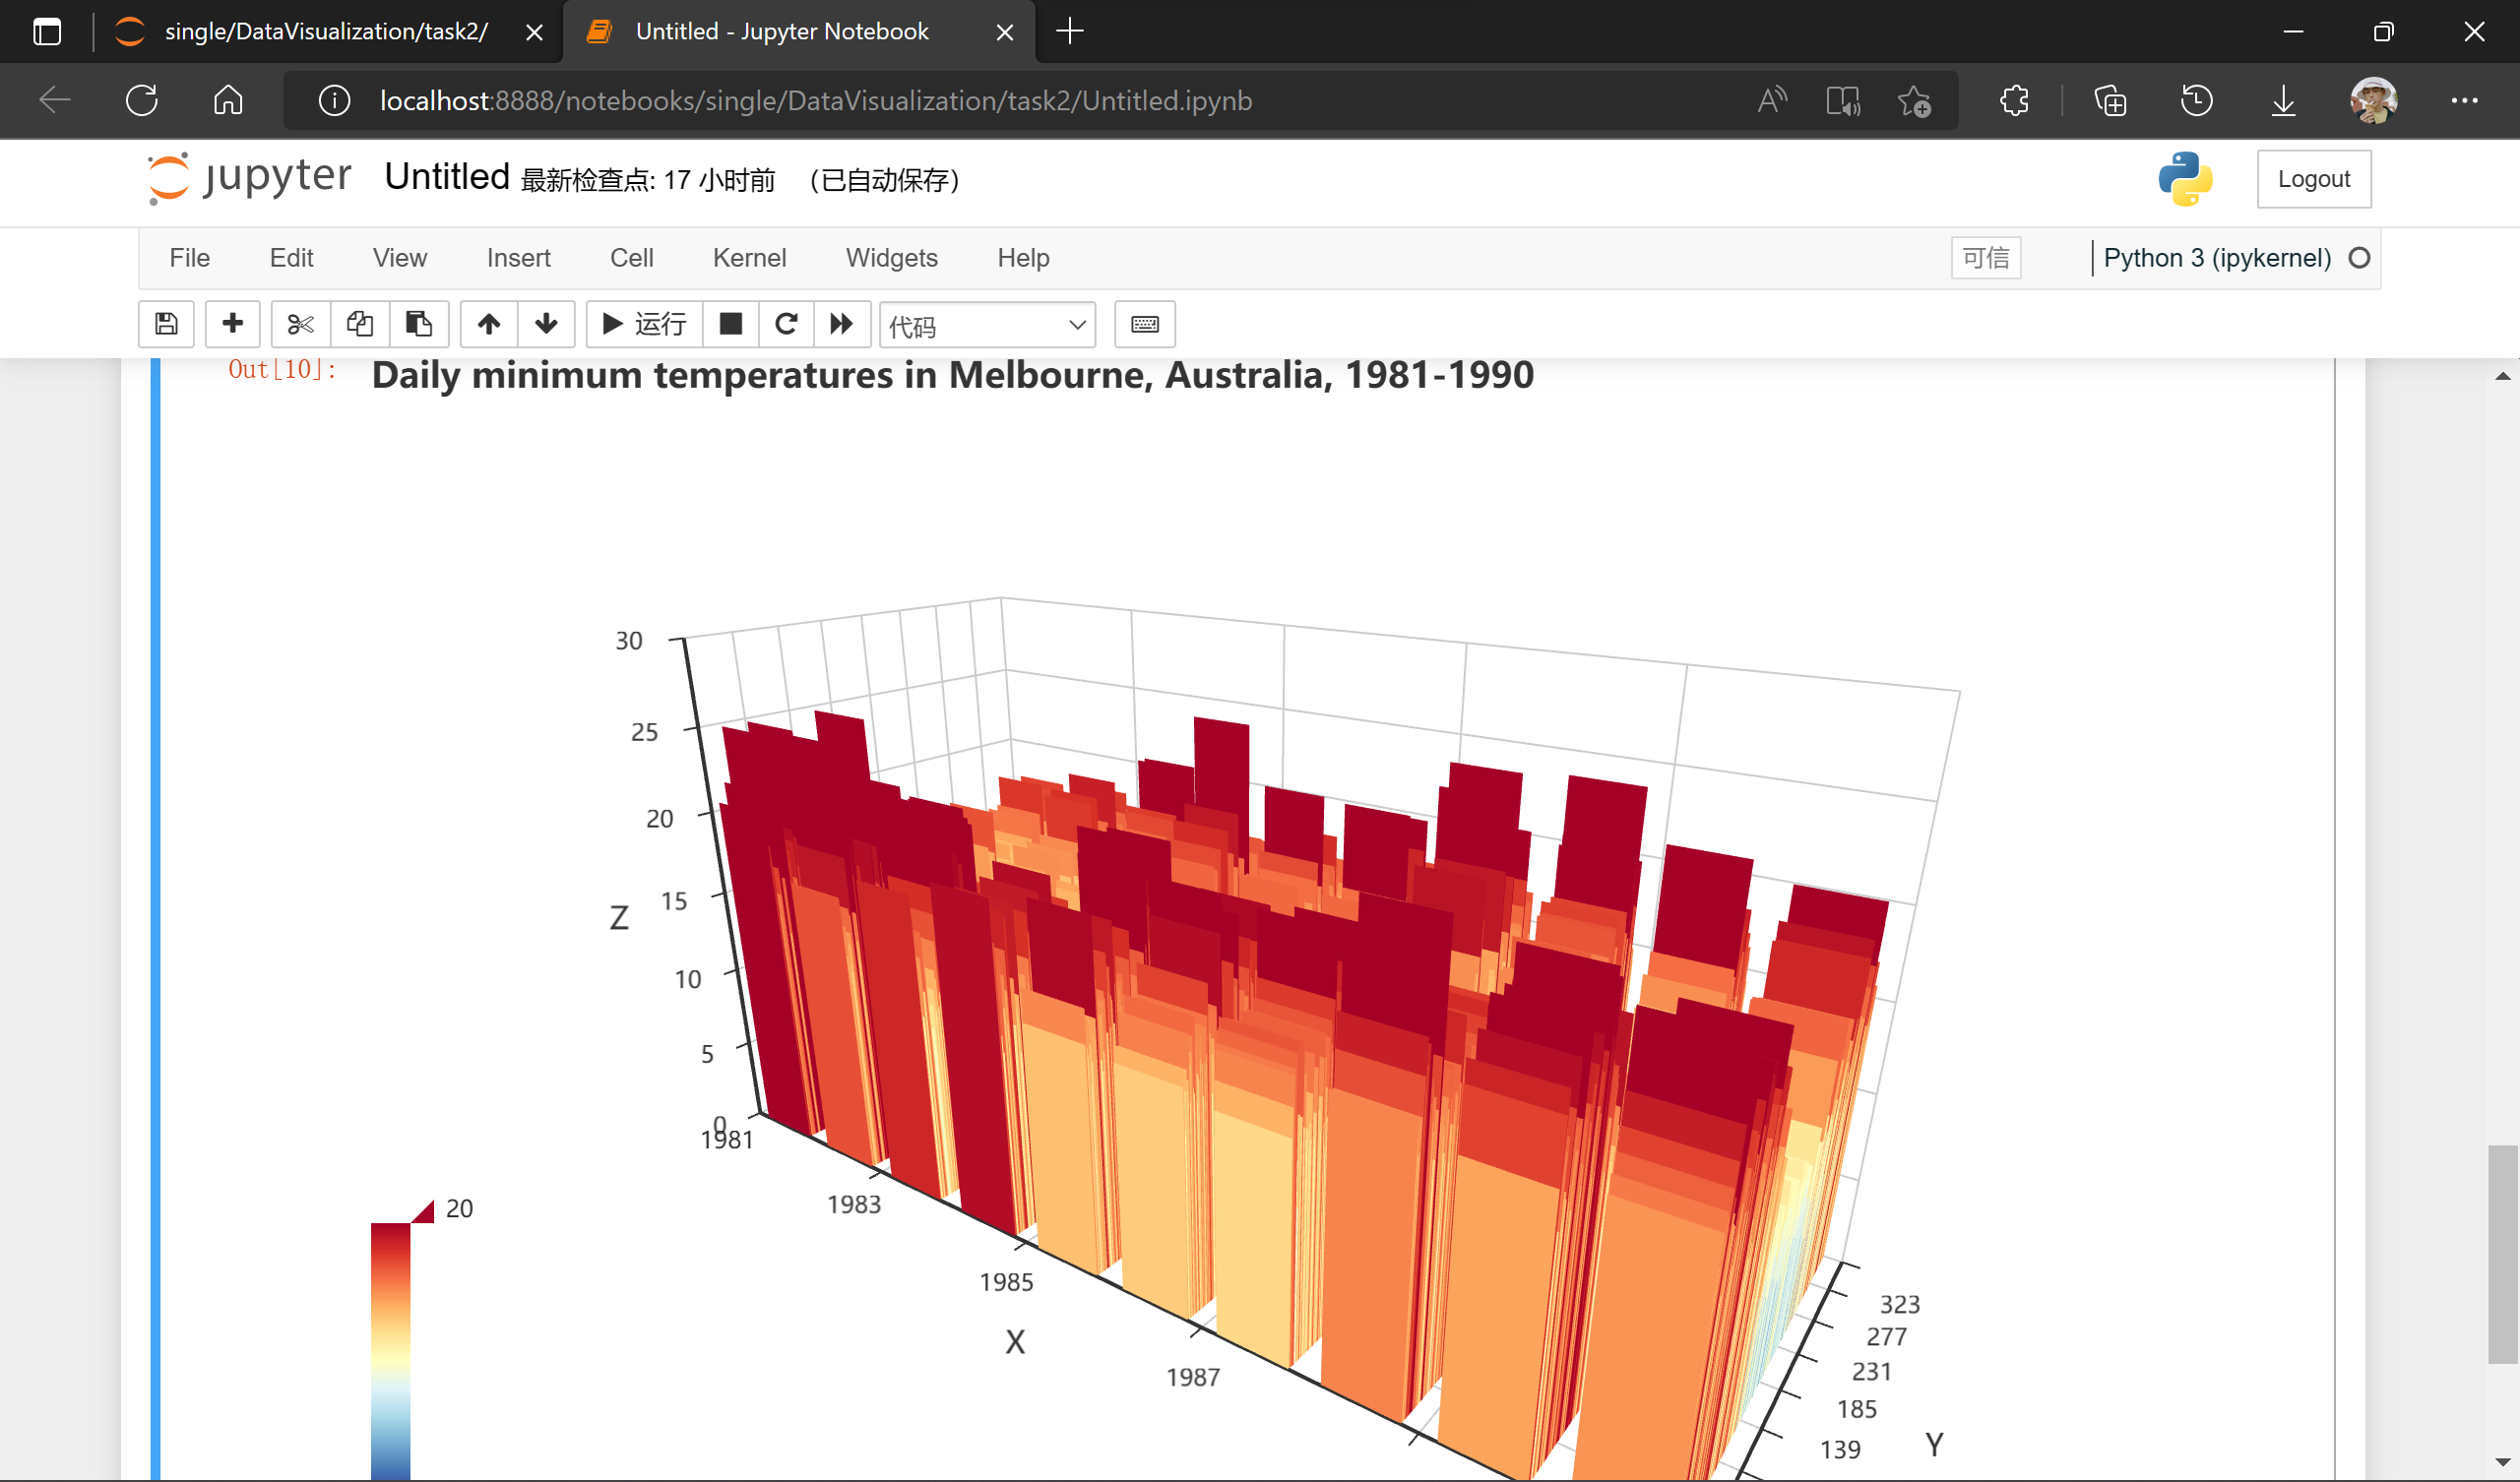 single/DataVisualization/task2/
Untitled - Jupyter Notebook
localhost:8888/notebooks/single/DataVisualization/task2/Untitled.ipynb
jupyter Untitled 最新检查点: 17 小时前 （已自动保存）
Logout
File Edit View Insert Cell Kernel Widgets Help
可信
Python 3 (ipykernel)
运行
代码
Out[10]:
Daily minimum temperatures in Melbourne, Australia, 1981-1990
30
25
20
15
Z
10
5
0
1981
1983
1985
X
1987
323
277
231
185
139
Y
20